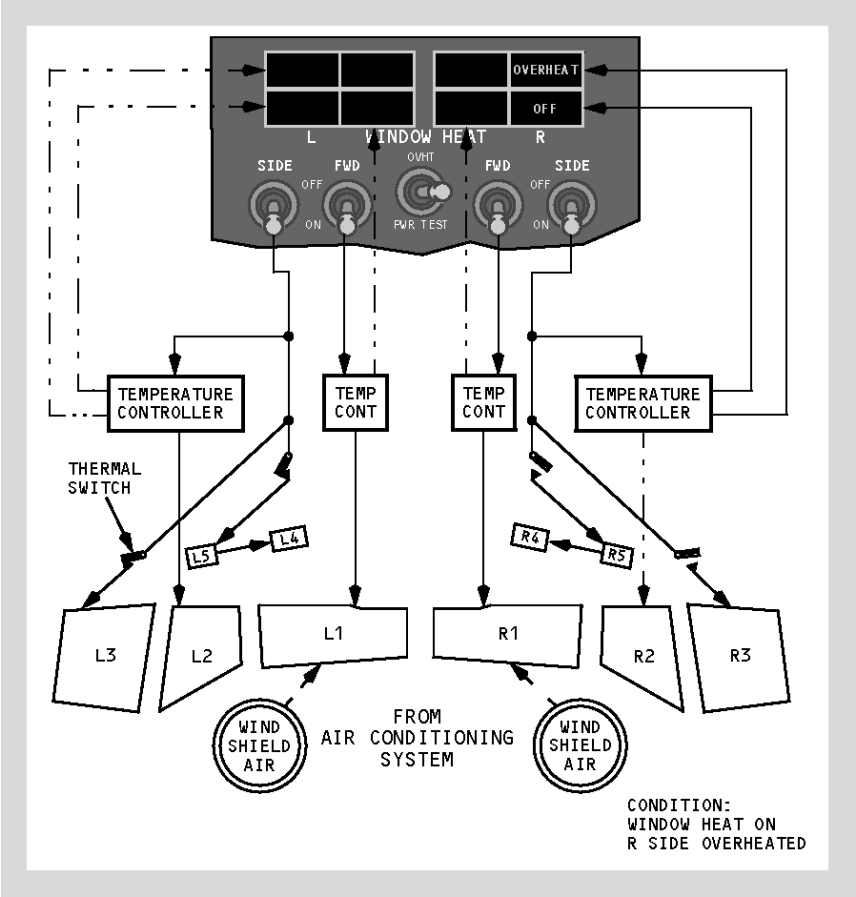 OVERHEAT
OFF
L WINDOW HEAT R
OVHT
SIDE FWD FWD SIDE
OFF OFF
ON PWR TEST ON
TEMPERATURE
CONTROLLER
TEMP
CONT
TEMP
CONT
TEMPERATURE
CONTROLLER
THERMAL
SWITCH
L5 L4 R4 R5
L3 L2 L1 R1 R2 R3
WIND
SHIELD
AIR
FROM
AIR CONDITIONING
SYSTEM
WIND
SHIELD
AIR
CONDITION:
WINDOW HEAT ON
R SIDE OVERHEATED